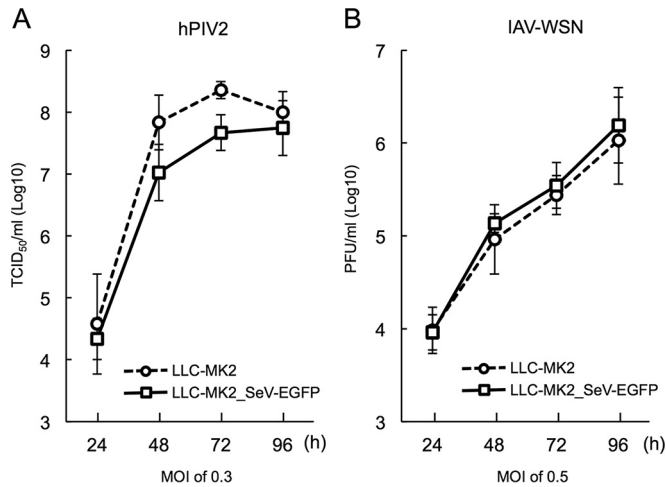 A
hPIV2
TCID50/ml (Log10)
9
8
7
6
5
4
3
LLC-MK2
LLC-MK2_SeV-EGFP
24 48 72 96 (h)
MOI of 0.3
B
IAV-WSN
PFU/ml (Log10)
7
6
5
4
3
LLC-MK2
LLC-MK2_SeV-EGFP
24 48 72 96 (h)
MOI of 0.5